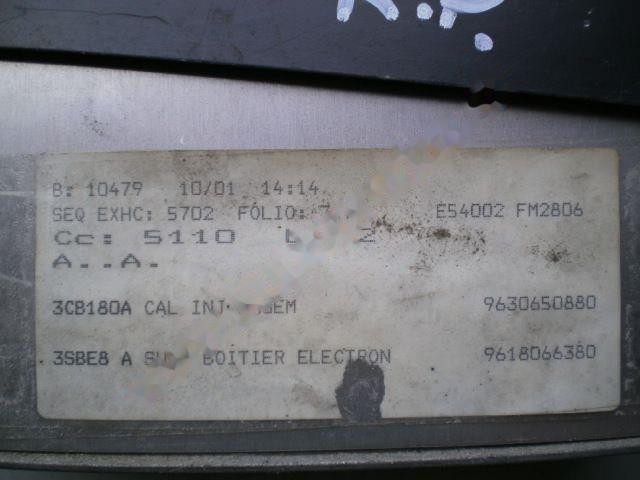 B: 10479 10/01 14:14
SEQ EXHC: 5702 FOLIO: E54002 FM2806
Cc: 5110
A..A.
3CB180A CAL INJ 9630650880
3SBE8 A BOITIER ELECTRON 9618066380